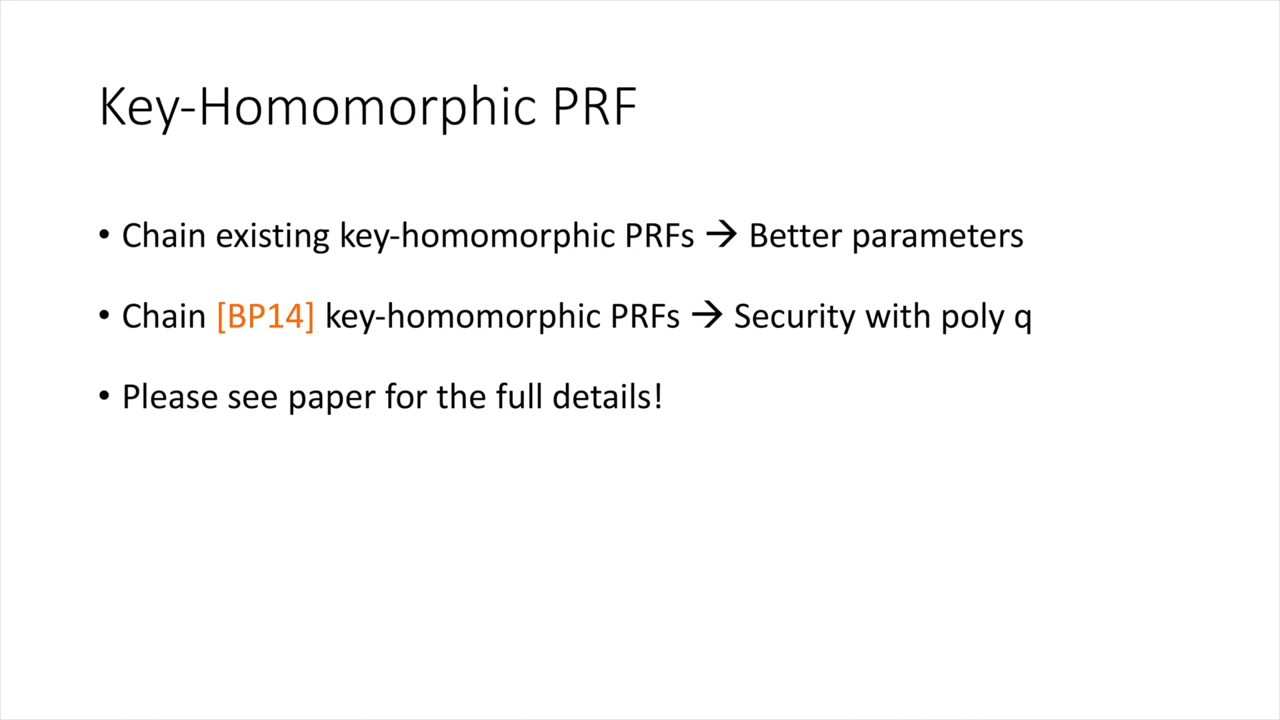 Key-Homomorphic PRF
• Chain existing key-homomorphic PRFs → Better parameters
• Chain [BP14] key-homomorphic PRFs → Security with poly q
• Please see paper for the full details!